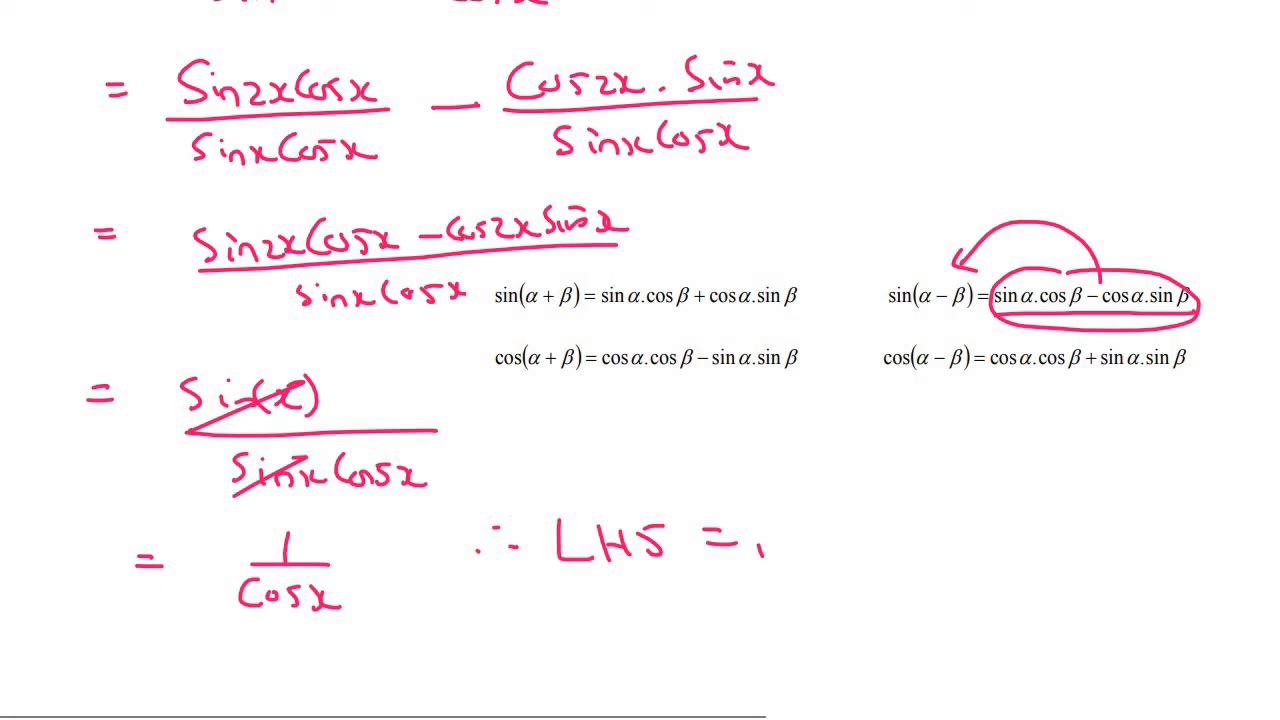 = Sin2xCosx / sinxCosx — Cos2x . Sinx / sinxCosx
= Sin2xCosx - Cos2xSinx / sinxCosx
sin(α + β) = sin α.cos β + cos α.sin β
sin(α − β) = sin α.cos β − cos α.sin β
cos(α + β) = cos α.cos β − sin α.sin β
cos(α − β) = cos α.cos β + sin α.sin β
= Sin(x) / SinxCosx
= 1 / Cosx ∴ LHS =